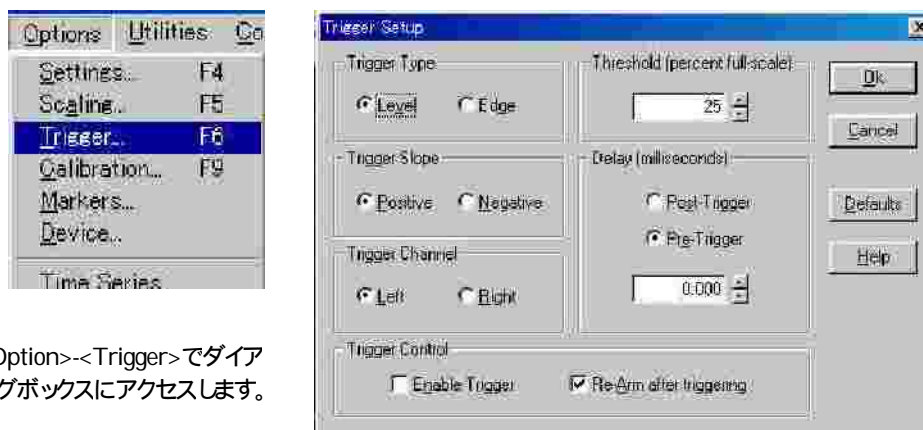 Options Utilities Co
Settings... F4
Scaling... F5
Trigger... F6
Calibration... F9
Markers...
Device...
Time Series
Option>-<Trigger>でダイア
グボックスにアクセスします。
Trigger Setup
Trigger Type
Level Edge
Threshold (percent full-scale)
25
Ok
Cancel
Trigger Slope
Positive Negative
Delay (milliseconds)
Post-Trigger
Pre-Trigger
0.000
Defaults
Help
Trigger Channel
Left Right
Trigger Control
Enable Trigger Re-Arm after triggering